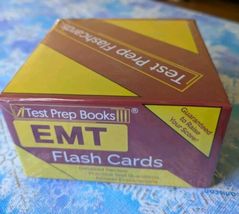 Test Prep Flashcards
Guaranteed
to Raise
Your Score!
Test Prep Books®
EMT
Flash Cards